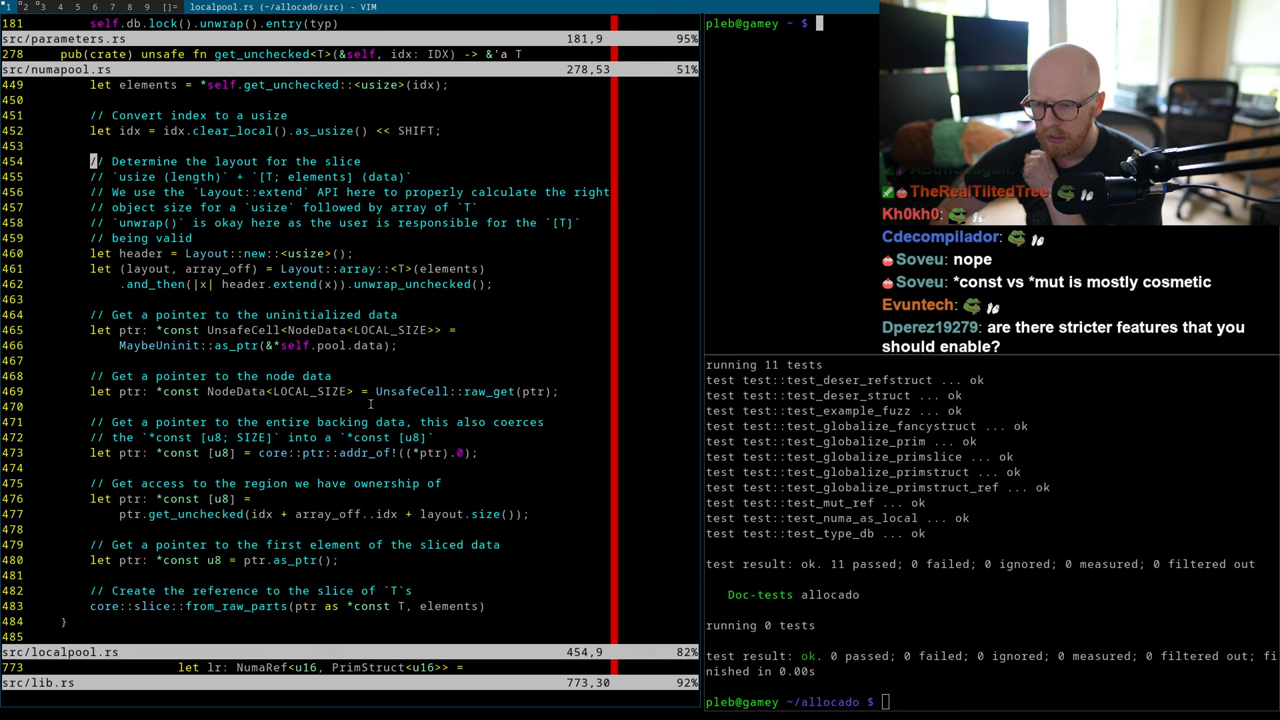 1 2 3 4 5 6 7 8 9 []= localpool.rs (~/allocado/src) - VIM
181 self.db.lock().unwrap().entry(typ)
src/parameters.rs 181,9 95%
278 pub(crate) unsafe fn get_unchecked<T>(&self, idx: IDX) -> &'a T
src/numapool.rs 278,53 51%
449 let elements = *self.get_unchecked::<usize>(idx);
450
451 // Convert index to a usize
452 let idx = idx.clear_local().as_usize() << SHIFT;
453
454 // Determine the layout for the slice
455 // `usize (length)` + `[T; elements] (data)`
456 // We use the `Layout::extend` API here to properly calculate the right
457 // object size for a `usize` followed by array of `T`
458 // `unwrap()` is okay here as the user is responsible for the `[T]`
459 // being valid
460 let header = Layout::new::<usize>();
461 let (layout, array_off) = Layout::array::<T>(elements)
462 .and_then(|x| header.extend(x)).unwrap_unchecked();
463
464 // Get a pointer to the uninitialized data
465 let ptr: *const UnsafeCell<NodeData<LOCAL_SIZE>> =
466 MaybeUninit::as_ptr(&*self.pool.data);
467
468 // Get a pointer to the node data
469 let ptr: *const NodeData<LOCAL_SIZE> = UnsafeCell::raw_get(ptr);
470
471 // Get a pointer to the entire backing data, this also coerces
472 // the `*const [u8; SIZE]` into a `*const [u8]`
473 let ptr: *const [u8] = core::ptr::addr_of!((*ptr).0);
474
475 // Get access to the region we have ownership of
476 let ptr: *const [u8] =
477 ptr.get_unchecked(idx + array_off..idx + layout.size());
478
479 // Get a pointer to the first element of the sliced data
480 let ptr: *const u8 = ptr.as_ptr();
481
482 // Create the reference to the slice of `T`s
483 core::slice::from_raw_parts(ptr as *const T, elements)
484 }
485
src/localpool.rs 454,9 82%
773 let lr: NumaRef<u16, PrimStruct<u16>> =
src/lib.rs 773,30 92%
pleb@gamey ~ $
TheRealTiltedTree:
Kh0kh0:
Cdecompilador:
Soveu: nope
Soveu: *const vs *mut is mostly cosmetic
Evuntech:
Dperez19279: are there stricter features that you
should enable?
running 11 tests
test test::test_deser_refstruct ... ok
test test::test_deser_struct ... ok
test test::test_example_fuzz ... ok
test test::test_globalize_fancystruct ... ok
test test::test_globalize_prim ... ok
test test::test_globalize_primslice ... ok
test test::test_globalize_primstruct ... ok
test test::test_globalize_primstruct_ref ... ok
test test::test_mut_ref ... ok
test test::test_numa_as_local ... ok
test test::test_type_db ... ok
test result: ok. 11 passed; 0 failed; 0 ignored; 0 measured; 0 filtered out
Doc-tests allocado
running 0 tests
test result: ok. 0 passed; 0 failed; 0 ignored; 0 measured; 0 filtered out; fi
nished in 0.00s
pleb@gamey ~/allocado $